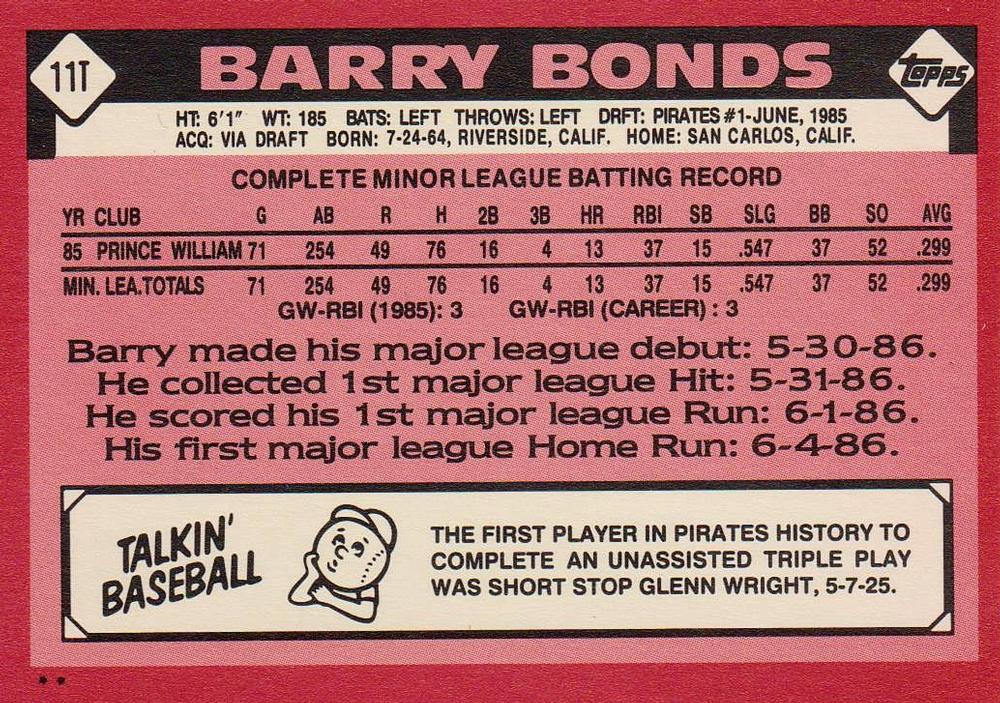 11T BARRY BONDS topps
HT: 6'1" WT: 185 BATS: LEFT THROWS: LEFT DRFT: PIRATES #1-JUNE, 1985
ACQ: VIA DRAFT BORN: 7-24-64, RIVERSIDE, CALIF. HOME: SAN CARLOS, CALIF.
COMPLETE MINOR LEAGUE BATTING RECORD
YR CLUB G AB R H 2B 3B HR RBI SB SLG BB SO AVG
85 PRINCE WILLIAM 71 254 49 76 16 4 13 37 15 .547 37 52 .299
MIN. LEA.TOTALS 71 254 49 76 16 4 13 37 15 .547 37 52 .299
GW-RBI (1985): 3 GW-RBI (CAREER) : 3
Barry made his major league debut: 5-30-86.
He collected 1st major league Hit: 5-31-86.
He scored his 1st major league Run: 6-1-86.
His first major league Home Run: 6-4-86.
TALKIN'
BASEBALL
THE FIRST PLAYER IN PIRATES HISTORY TO
COMPLETE AN UNASSISTED TRIPLE PLAY
WAS SHORT STOP GLENN WRIGHT, 5-7-25.
**